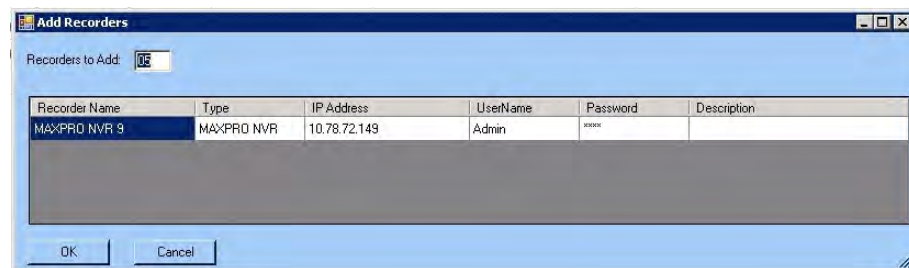 Add Recorders
Recorders to Add: 05
Recorder Name Type IP Address UserName Password Description
MAXPRO NVR 9 MAXPRO NVR 10.78.72.149 Admin ****
OK Cancel